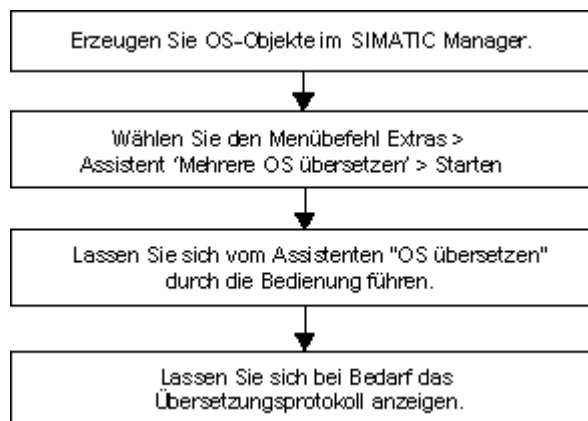 Erzeugen Sie OS-Objekte im SIMATIC Manager.
Wählen Sie den Menübefehl Extras >
Assistent 'Mehrere OS übersetzen' > Starten
Lassen Sie sich vom Assistenten "OS übersetzen"
durch die Bedienung führen.
Lassen Sie sich bei Bedarf das
Übersetzungsprotokoll anzeigen.